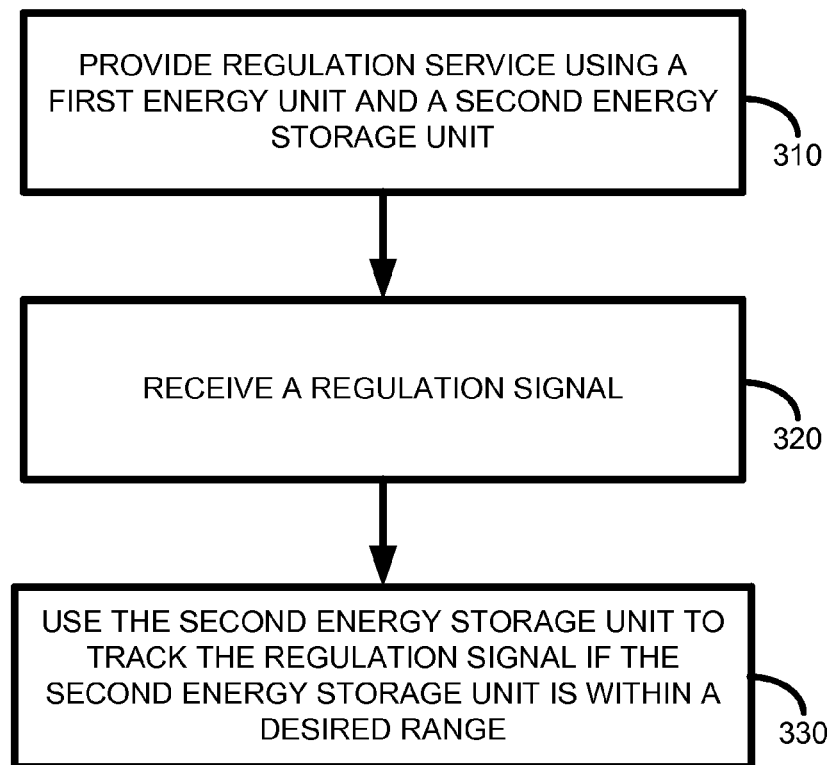 PROVIDE REGULATION SERVICE USING A
FIRST ENERGY UNIT AND A SECOND ENERGY
STORAGE UNIT
310
RECEIVE A REGULATION SIGNAL
320
USE THE SECOND ENERGY STORAGE UNIT TO
TRACK THE REGULATION SIGNAL IF THE
SECOND ENERGY STORAGE UNIT IS WITHIN A
DESIRED RANGE
330